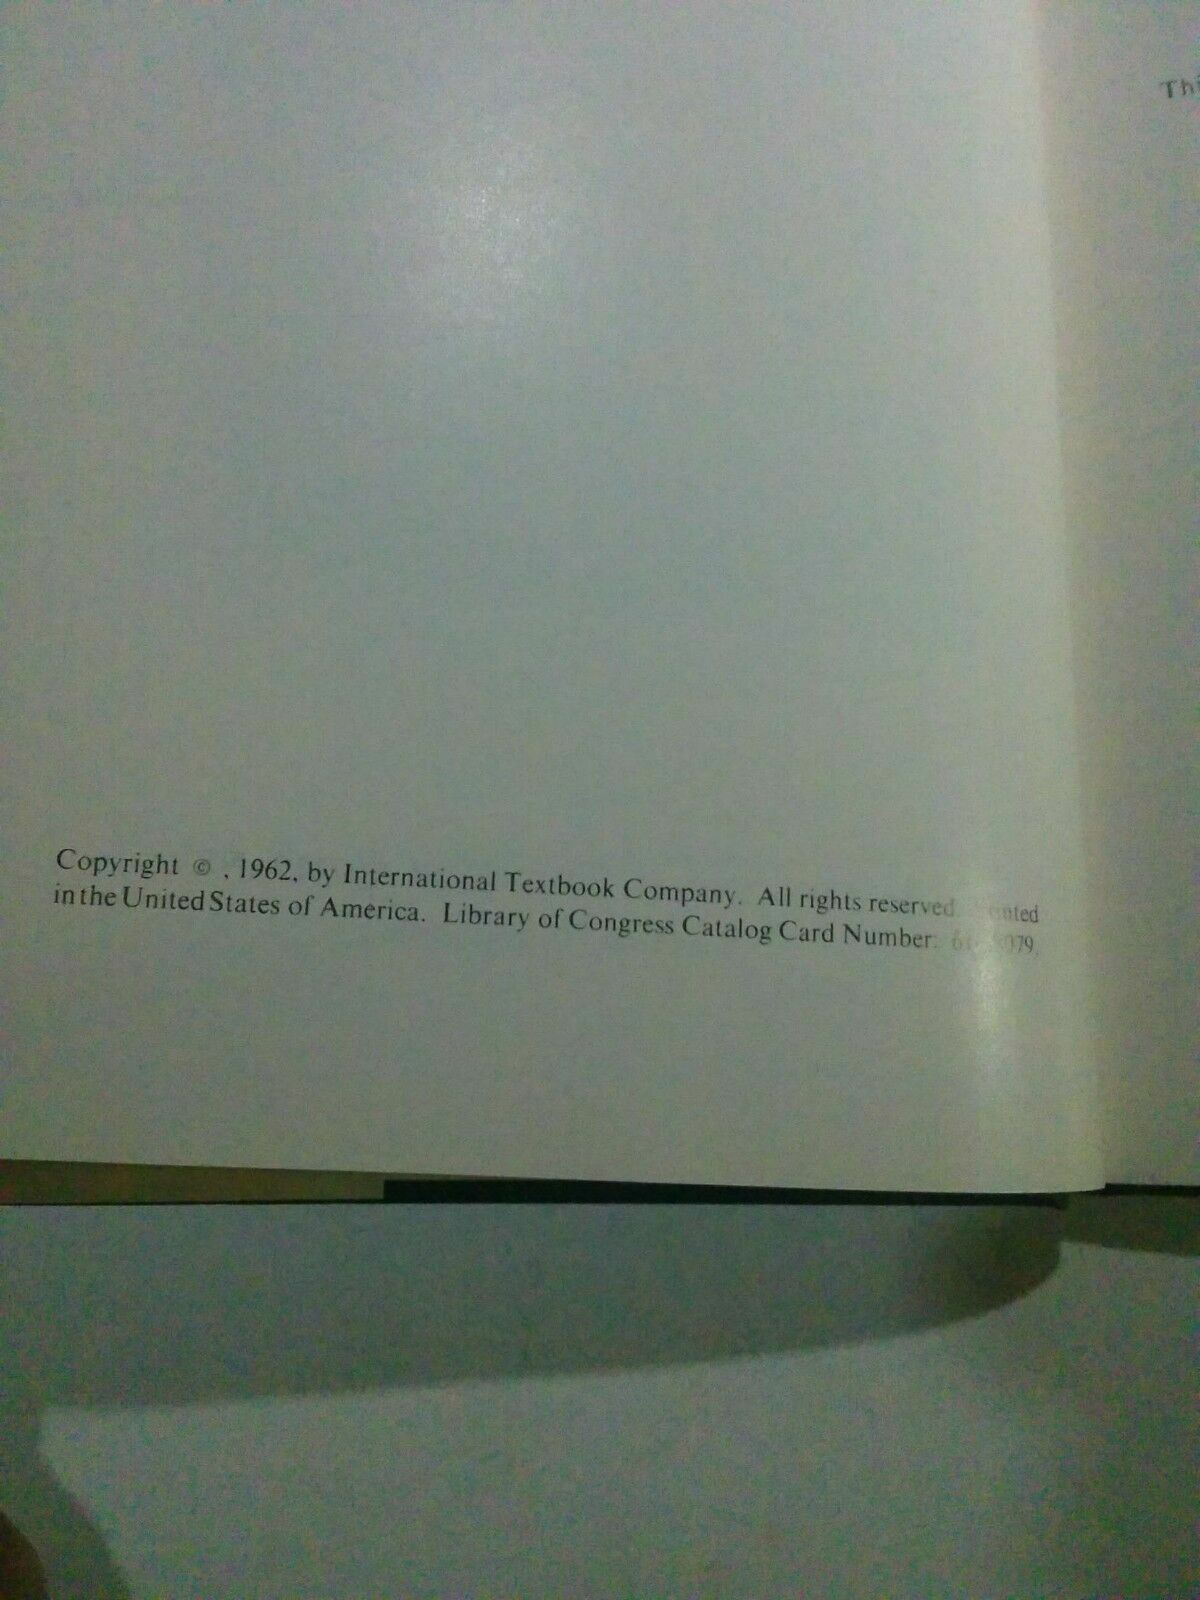 Thi
Copyright © , 1962, by International Textbook Company. All rights reserved.
in the United States of America. Library of Congress Catalog Card Number: